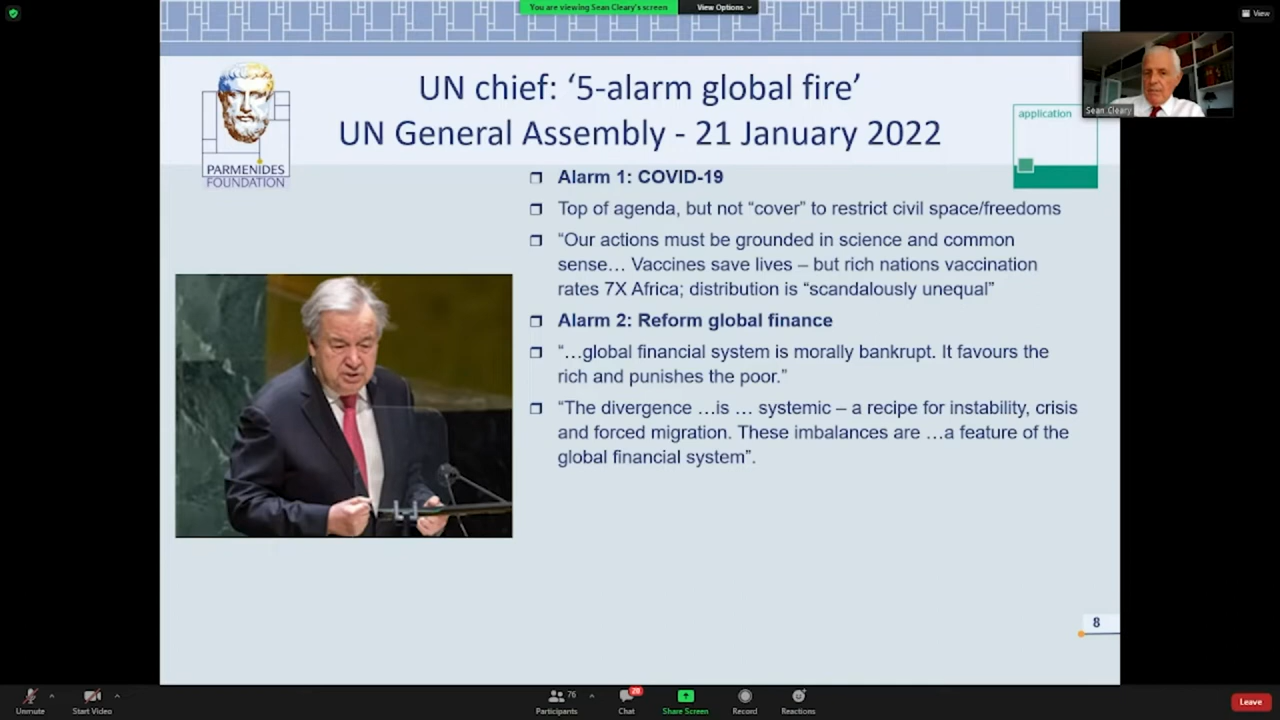 You are viewing Sean Cleary's screen
View Options
View
UN chief: ‘5-alarm global fire’
UN General Assembly - 21 January 2022
PARMENIDES
FOUNDATION
application
Sean Cleary
Alarm 1: COVID-19
Top of agenda, but not “cover” to restrict civil space/freedoms
“Our actions must be grounded in science and common
sense… Vaccines save lives – but rich nations vaccination
rates 7X Africa; distribution is “scandalously unequal”
Alarm 2: Reform global finance
“…global financial system is morally bankrupt. It favours the
rich and punishes the poor.”
“The divergence …is … systemic – a recipe for instability, crisis
and forced migration. These imbalances are …a feature of the
global financial system”.
8
Unmute
Start Video
76
Participants
28
Chat
Share Screen
Record
Reactions
Leave